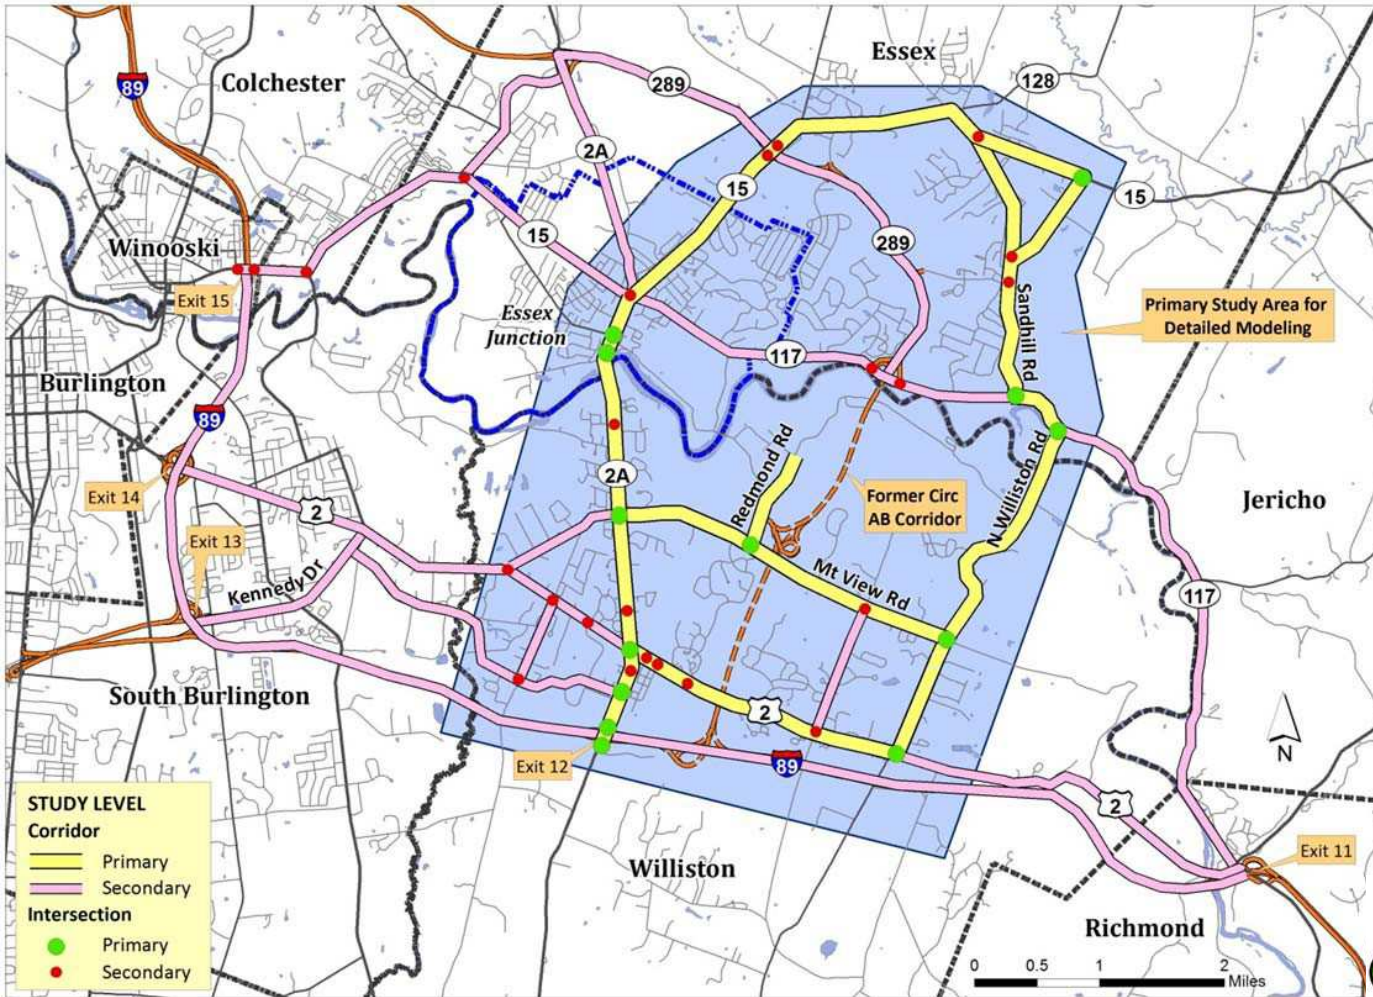 Essex
Colchester
89
289
128
2A
15
15
15
Winooski
289
Exit 15
Essex
Junction
Sandhill Rd
Primary Study Area for
Detailed Modeling
117
Burlington
89
Redmond Rd
N Williston Rd
2A
Exit 14
2
Former Circ
AB Corridor
Jericho
Exit 13
Kennedy Dr
Mt View Rd
117
South Burlington
2
Exit 12
89
N
2
STUDY LEVEL
Corridor
Primary
Secondary
Intersection
Primary
Secondary
Williston
Exit 11
Richmond
0 0.5 1 2
Miles